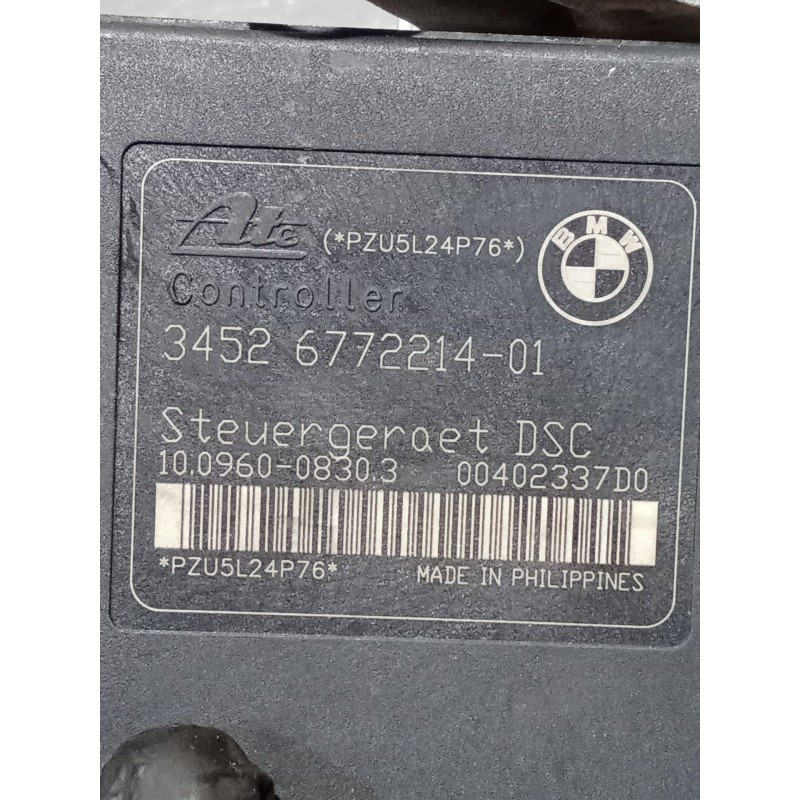 Ate (*PZU5L24P76*) BMW
Controller
3452 6772214-01
Steuergeraet DSC
10.0960-0830.3 00402337D0
*PZU5L24P76* MADE IN PHILIPPINES